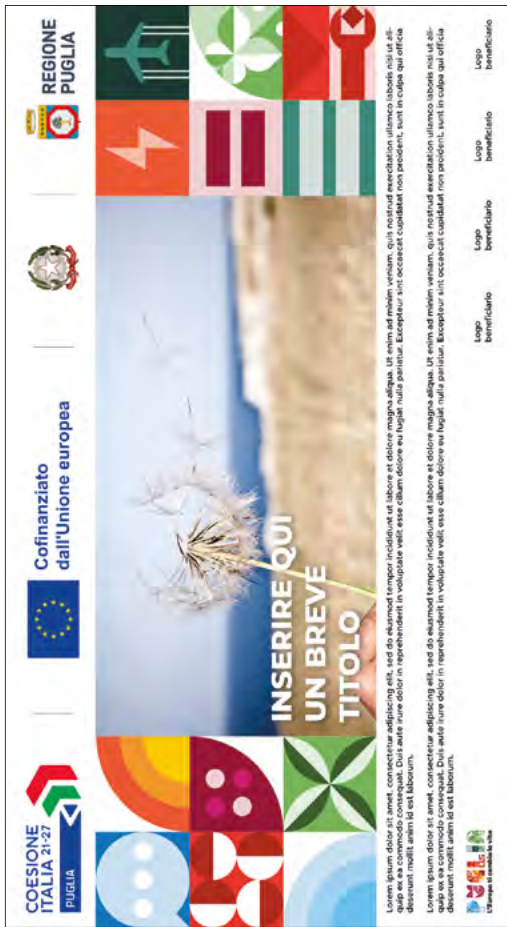 COESIONE
ITALIA 21-27
PUGLIA
Cofinanziato
dall'Unione europea
REGIONE
PUGLIA
INSERIRE QUI
UN BREVE
TITOLO
Lorem ipsum dolor sit amet, consectetur adipiscing elit, sed do eiusmod tempor incididunt ut labore et dolore magna aliqua. Ut enim ad minim veniam, quis nostrud exercitation ullamco laboris nisi ut ali-
quip ex ea commodo consequat. Duis aute irure dolor in reprehenderit in voluptate velit esse cillum dolore eu fugiat nulla pariatur. Excepteur sint occaecat cupidatat non proident, sunt in culpa qui officia
deserunt mollit anim id est laborum.
Lorem ipsum dolor sit amet, consectetur adipiscing elit, sed do eiusmod tempor incididunt ut labore et dolore magna aliqua. Ut enim ad minim veniam, quis nostrud exercitation ullamco laboris nisi ut ali-
quip ex ea commodo consequat. Duis aute irure dolor in reprehenderit in voluptate velit esse cillum dolore eu fugiat nulla pariatur. Excepteur sint occaecat cupidatat non proident, sunt in culpa qui officia
deserunt mollit anim id est laborum.
L'Europa si comincia qui
Logo
beneficiario
Logo
beneficiario
Logo
beneficiario
Logo
beneficiario